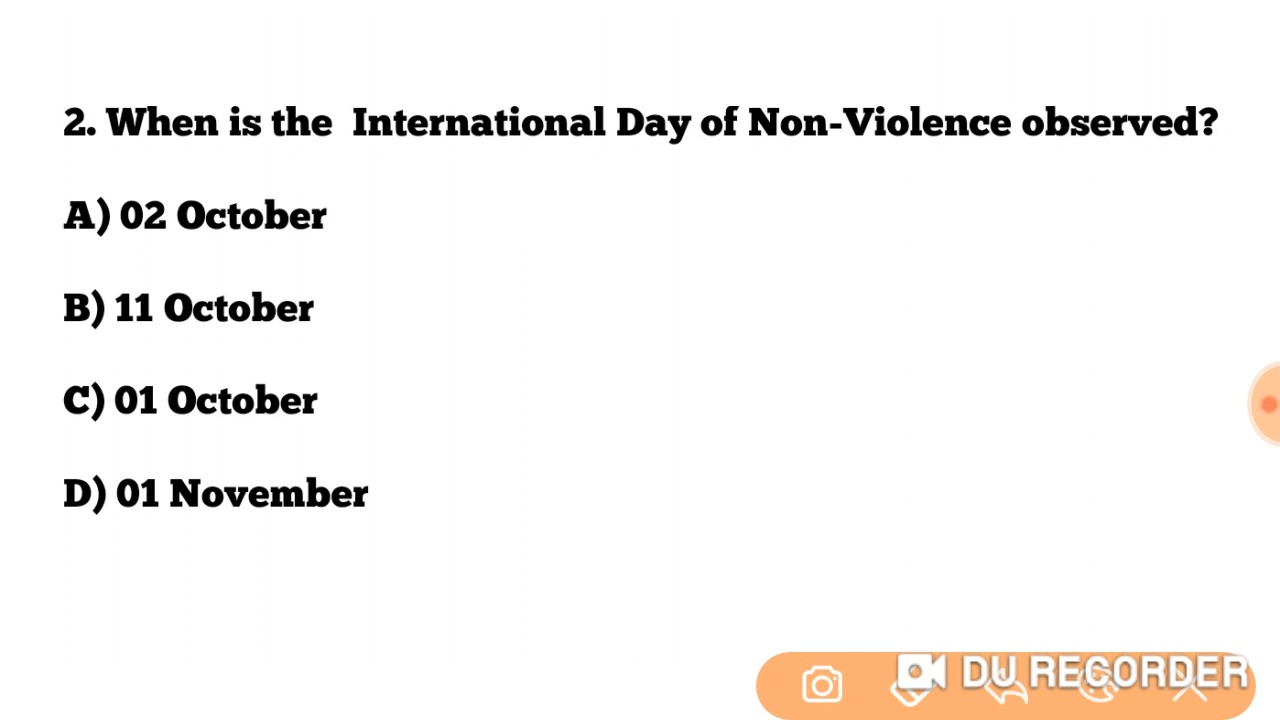 2. When is the  International Day of Non-Violence observed?
A) 02 October
B) 11 October
C) 01 October
D) 01 November
DU RECORDER